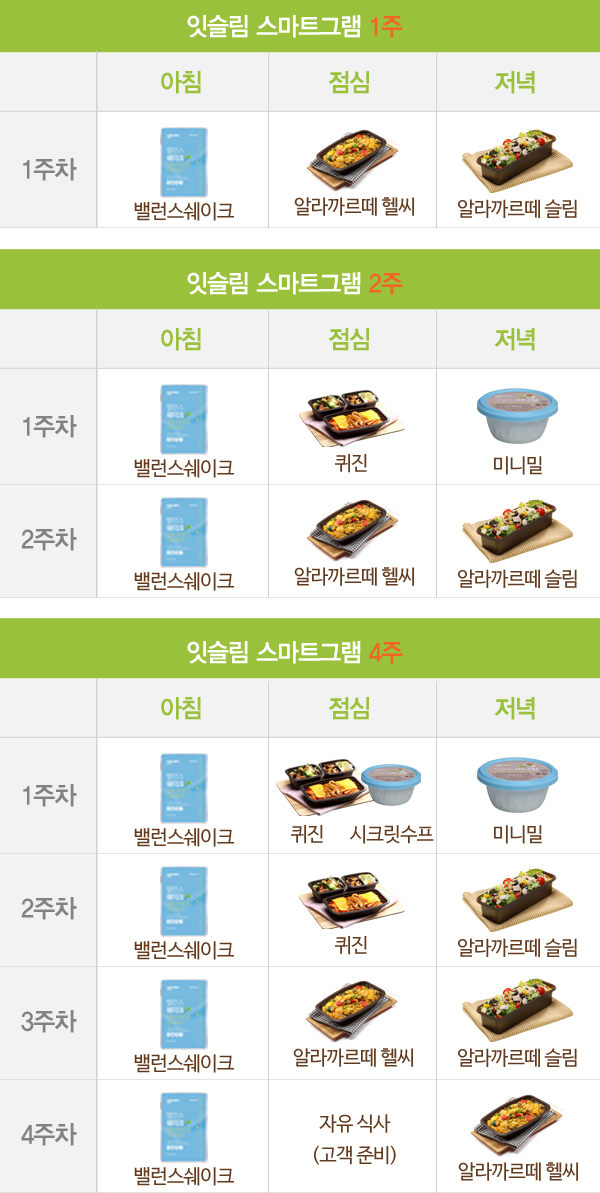 잇슬림 스마트그램 1주
아침 점심 저녁
1주차
밸런스쉐이크 알라까르떼 헬씨 알라까르떼 슬림
잇슬림 스마트그램 2주
아침 점심 저녁
1주차
밸런스쉐이크 퀴진 미니밀
2주차
밸런스쉐이크 알라까르떼 헬씨 알라까르떼 슬림
잇슬림 스마트그램 4주
아침 점심 저녁
1주차
밸런스쉐이크 퀴진 시크릿수프 미니밀
2주차
밸런스쉐이크 퀴진 알라까르떼 슬림
3주차
밸런스쉐이크 알라까르떼 헬씨 알라까르떼 슬림
4주차
자유 식사
(고객 준비)
밸런스쉐이크 알라까르떼 헬씨